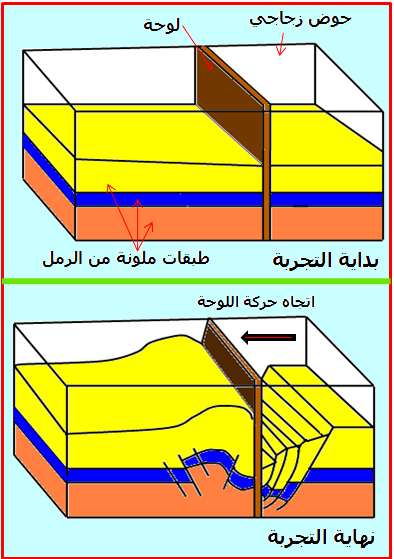 حوض زجاجي
لوحة
طبقات ملونة من الرمل
بداية التجربة
اتجاه حركة اللوحة
نهاية التجربة